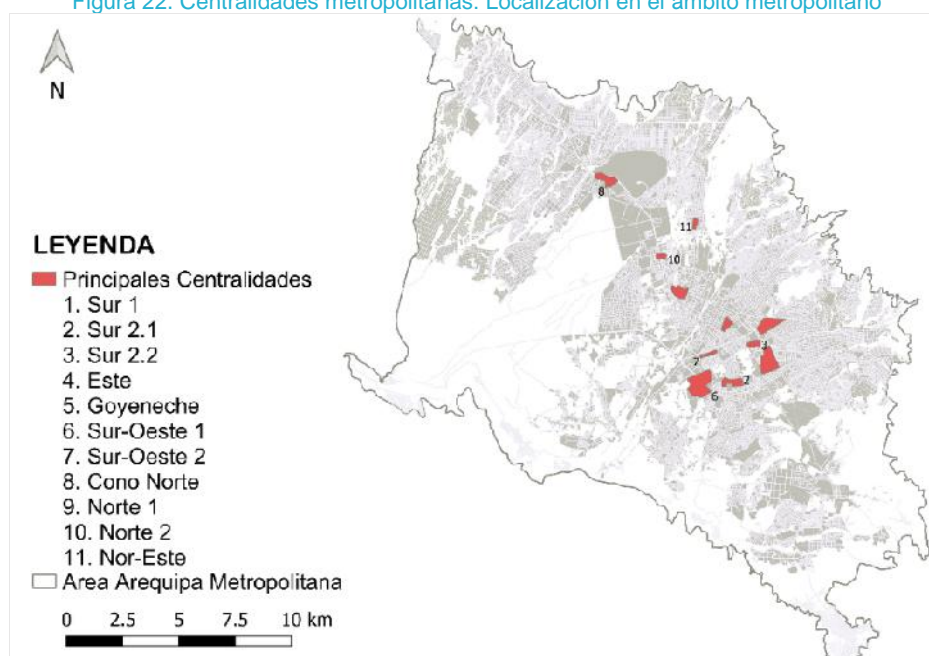 Figura 22. Centralidades metropolitanas. Localización en el ámbito metropolitano
N
8
11
10
3
7
2
6
LEYENDA
Principales Centralidades
1. Sur 1
2. Sur 2.1
3. Sur 2.2
4. Este
5. Goyeneche
6. Sur-Oeste 1
7. Sur-Oeste 2
8. Cono Norte
9. Norte 1
10. Norte 2
11. Nor-Este
Area Arequipa Metropolitana
0 2.5 5 7.5 10 km